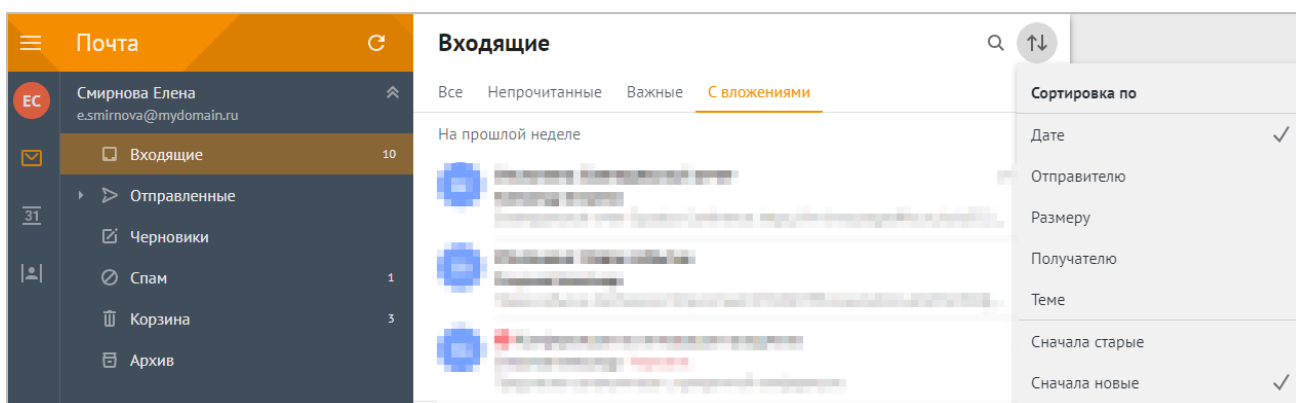 Почта
ЕС
Смирнова Елена
e.smirnova@mydomain.ru
Входящие 10
31
Отправленные
Черновики
Спам 1
Корзина 3
Архив
Входящие
Все Непрочитанные Важные С вложениями
На прошлой неделе
Сортировка по
Дате
Отправителю
Размеру
Получателю
Теме
Сначала старые
Сначала новые